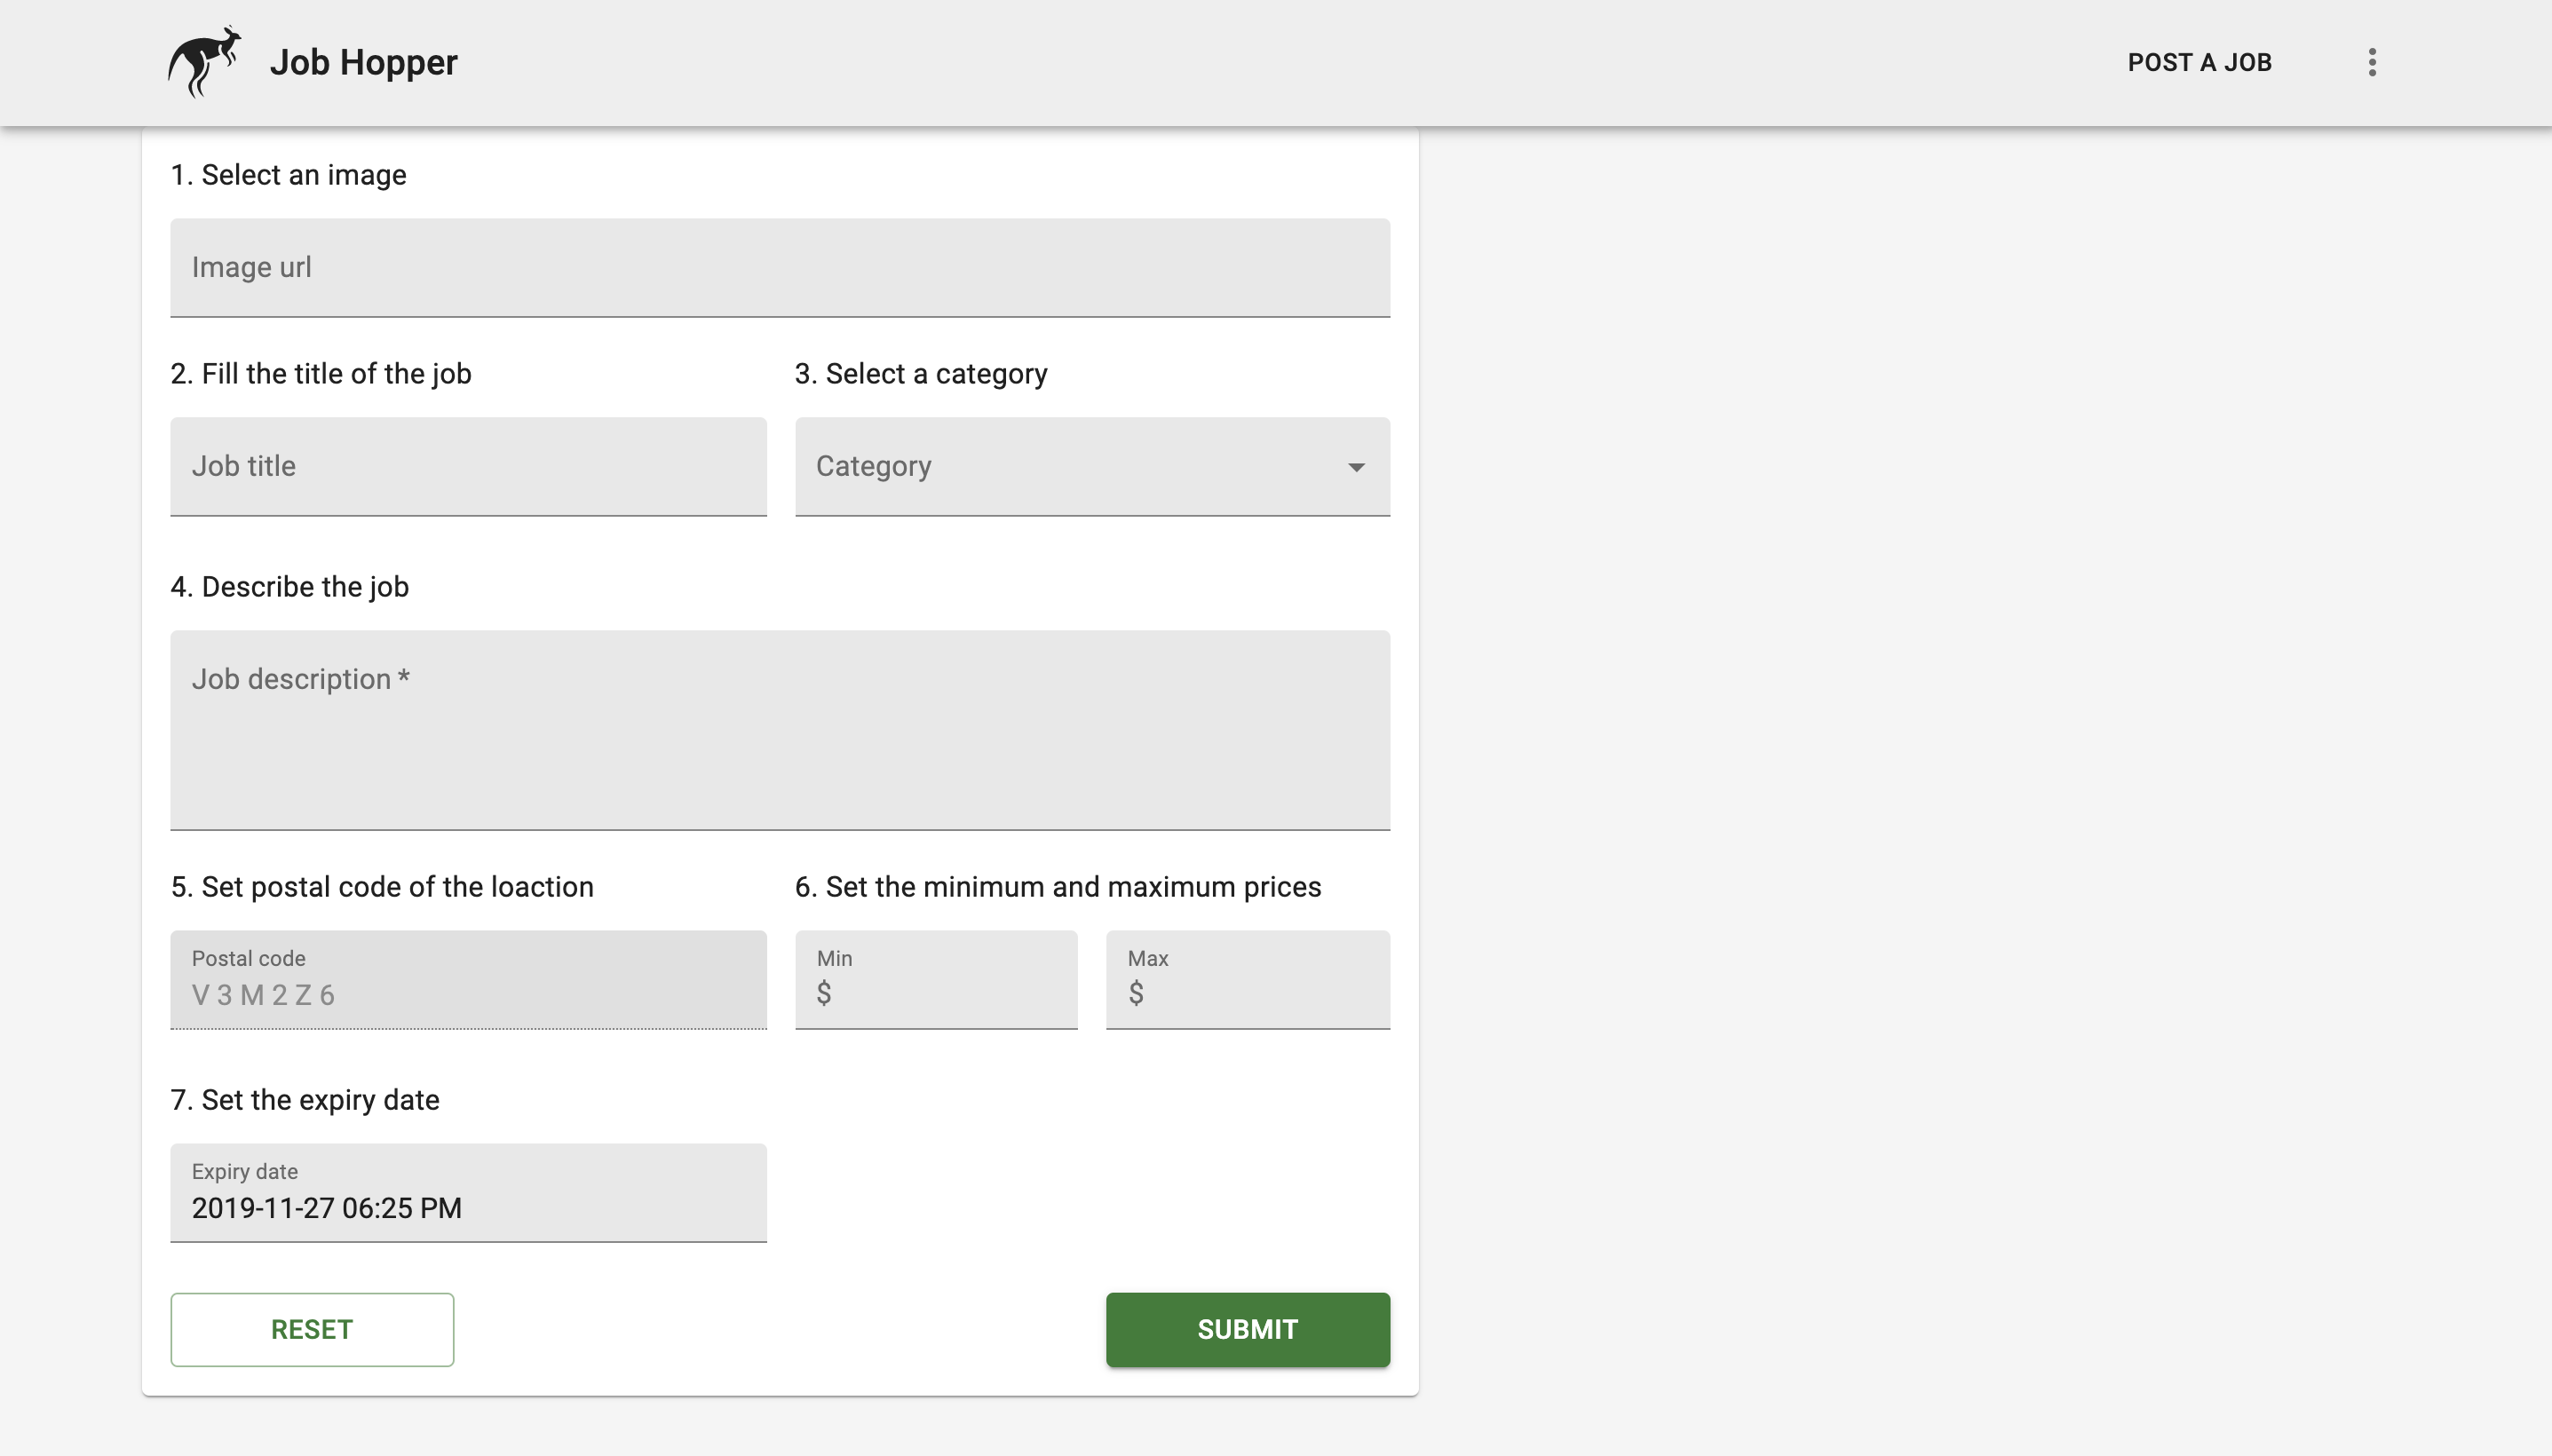 Job Hopper
POST A JOB
1. Select an image
Image url
2. Fill the title of the job
3. Select a category
Job title
Category
4. Describe the job
Job description *
5. Set postal code of the loaction
6. Set the minimum and maximum prices
Postal code
V 3 M 2 Z 6
Min
$
Max
$
7. Set the expiry date
Expiry date
2019-11-27 06:25 PM
RESET
SUBMIT